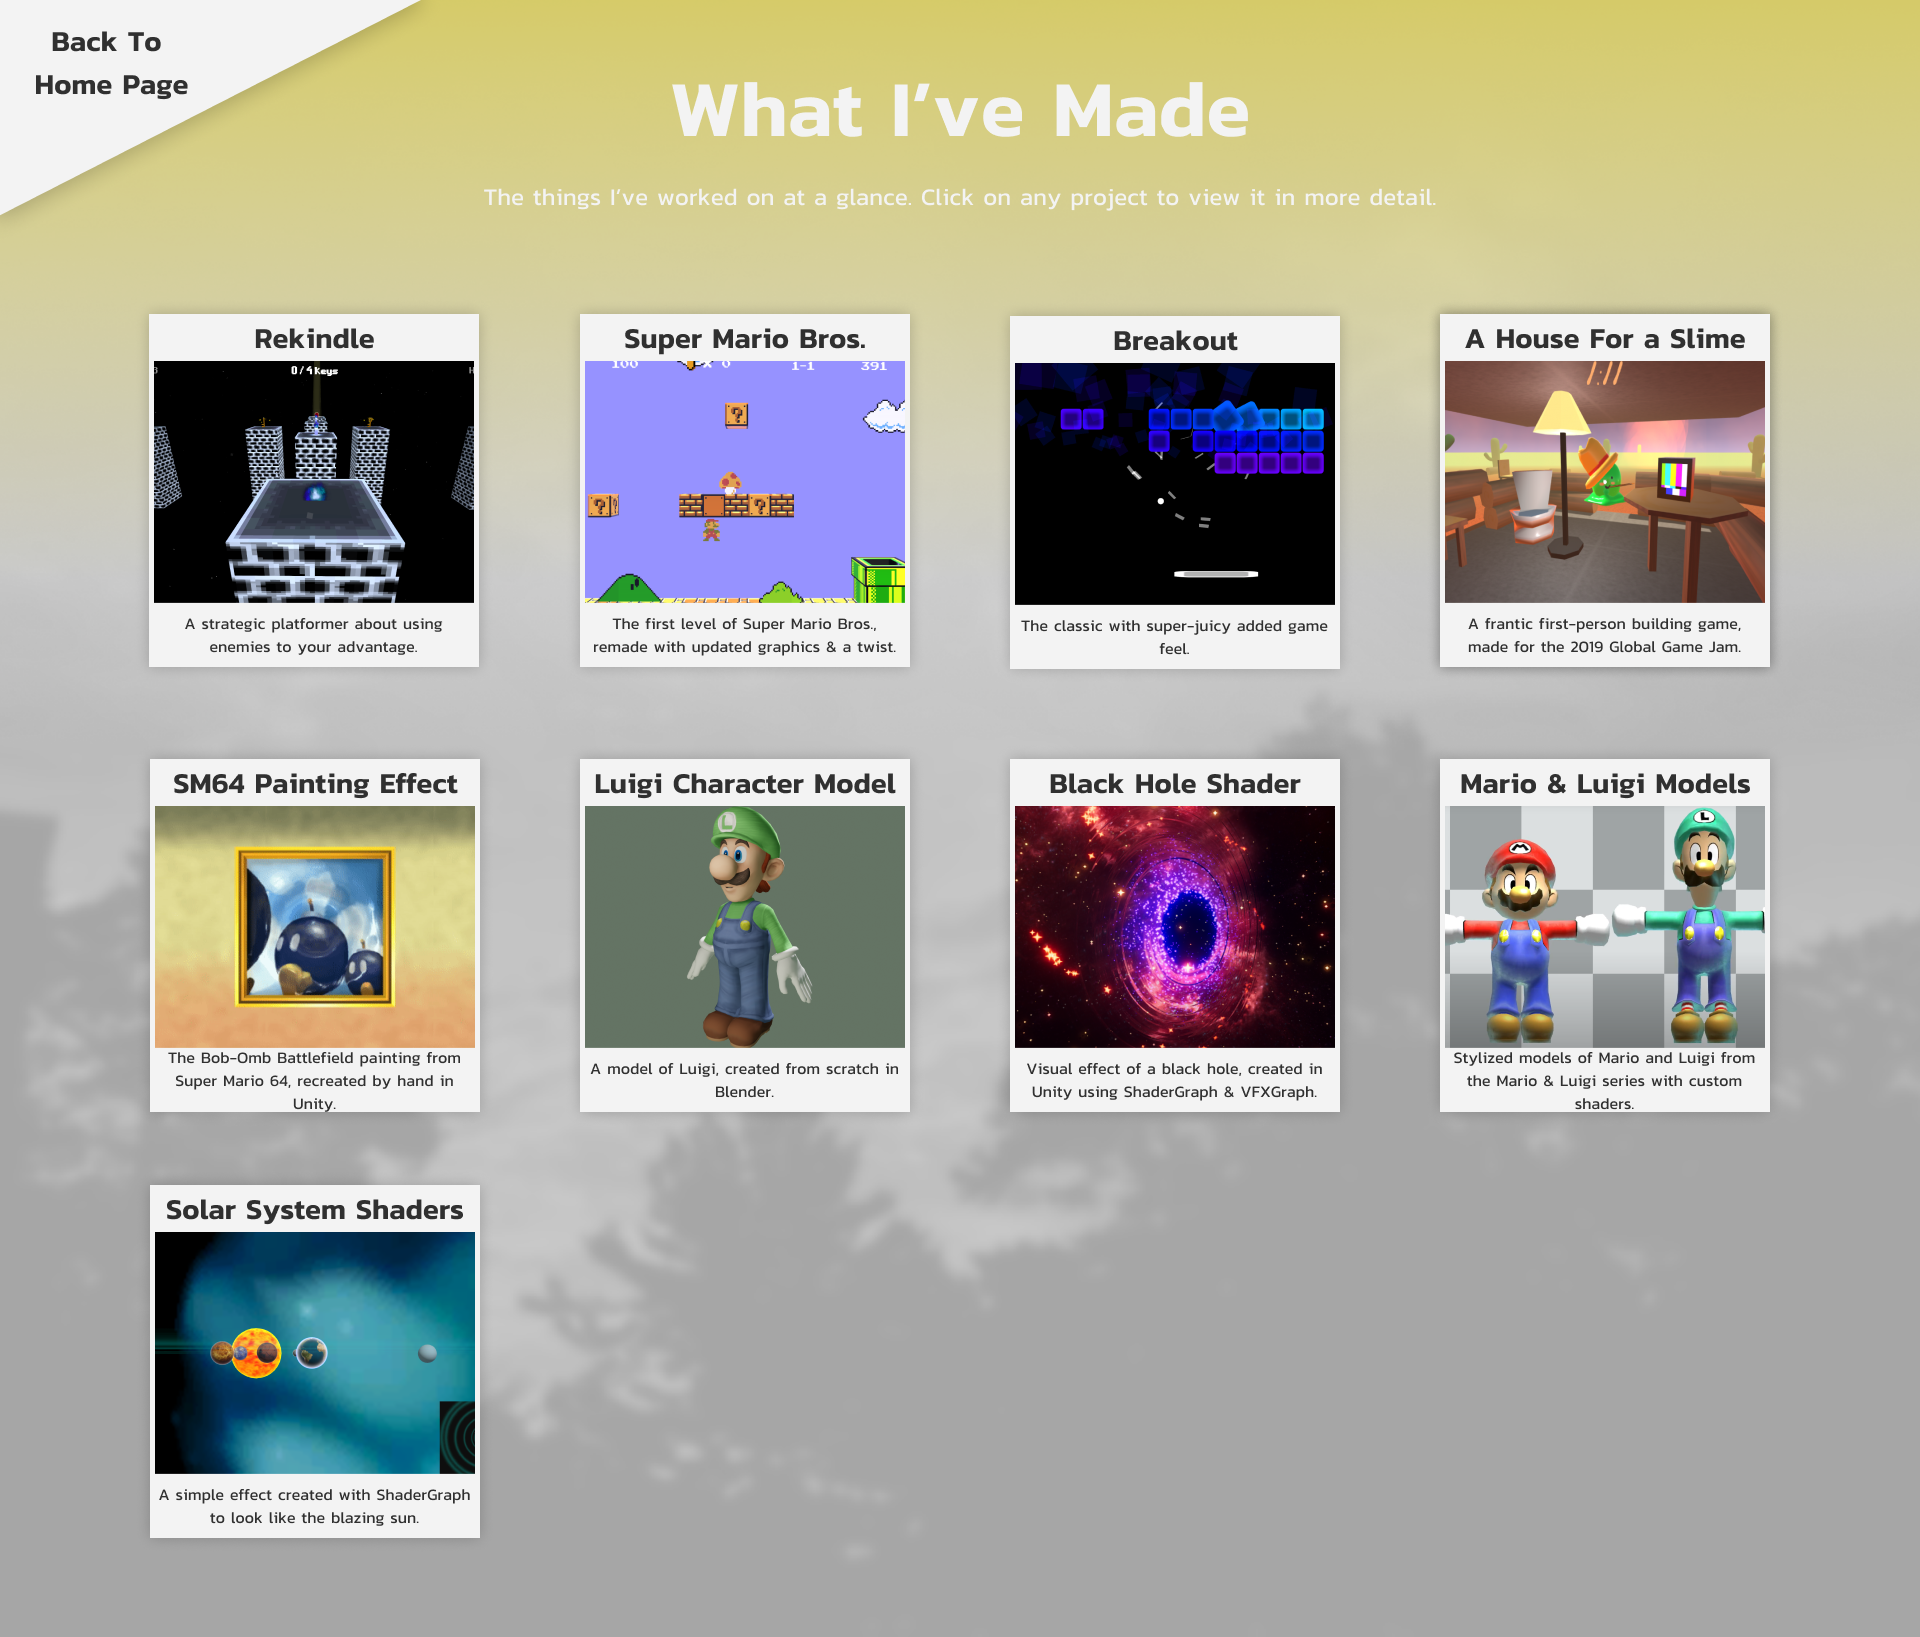 Back To
Home Page
What I've Made
The things I've worked on at a glance. Click on any project to view it in more detail.
Rekindle
0/4 Keys
A strategic platformer about using
enemies to your advantage.
Super Mario Bros.
100 × 0 1-1 391
? ? ?
The first level of Super Mario Bros.,
remade with updated graphics & a twist.
Breakout
The classic with super-juicy added game
feel.
A House For a Slime
A frantic first-person building game,
made for the 2019 Global Game Jam.
SM64 Painting Effect
The Bob-Omb Battlefield painting from
Super Mario 64, recreated by hand in
Unity.
Luigi Character Model
L
A model of Luigi, created from scratch in
Blender.
Black Hole Shader
Visual effect of a black hole, created in
Unity using ShaderGraph & VFXGraph.
Mario & Luigi Models
M L
Stylized models of Mario and Luigi from
the Mario & Luigi series with custom
shaders.
Solar System Shaders
A simple effect created with ShaderGraph
to look like the blazing sun.